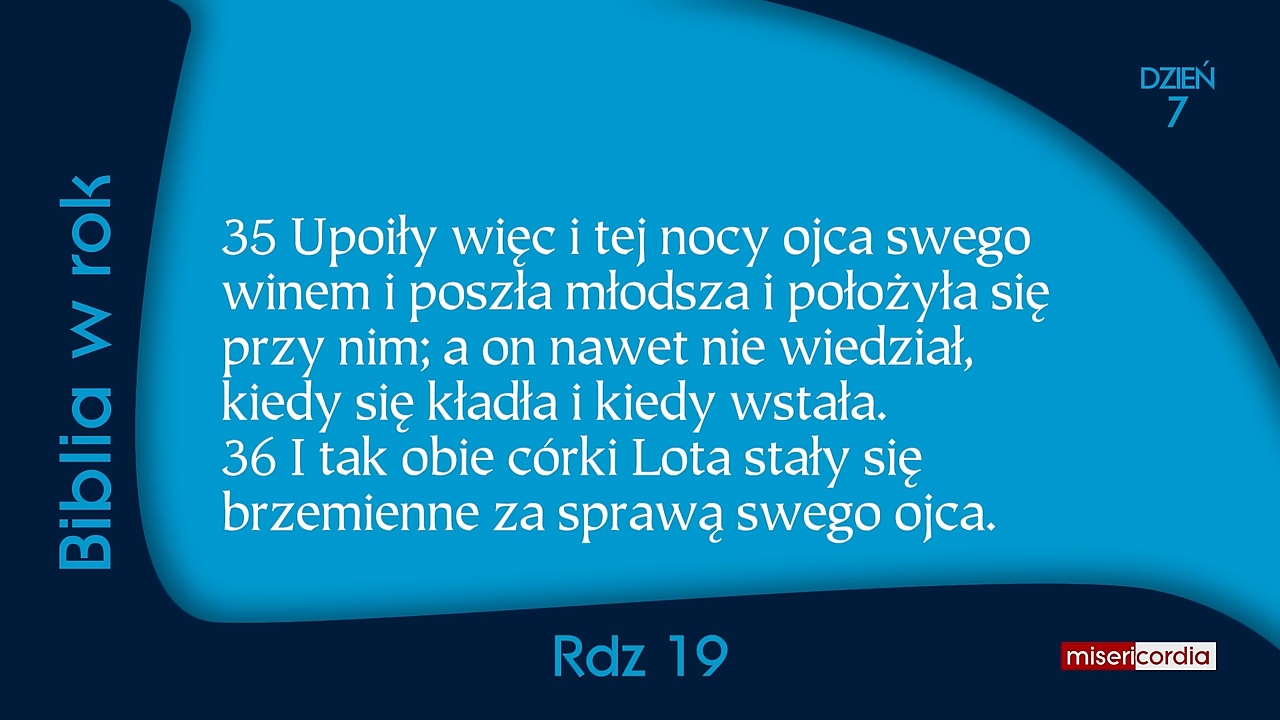 DZIEŃ
7
Biblia w rok
35 Upoiły więc i tej nocy ojca swego
winem i poszła młodsza i położyła się
przy nim; a on nawet nie wiedział,
kiedy się kładła i kiedy wstała.
36 I tak obie córki Lota stały się
brzemienne za sprawą swego ojca.
Rdz 19
misericordia